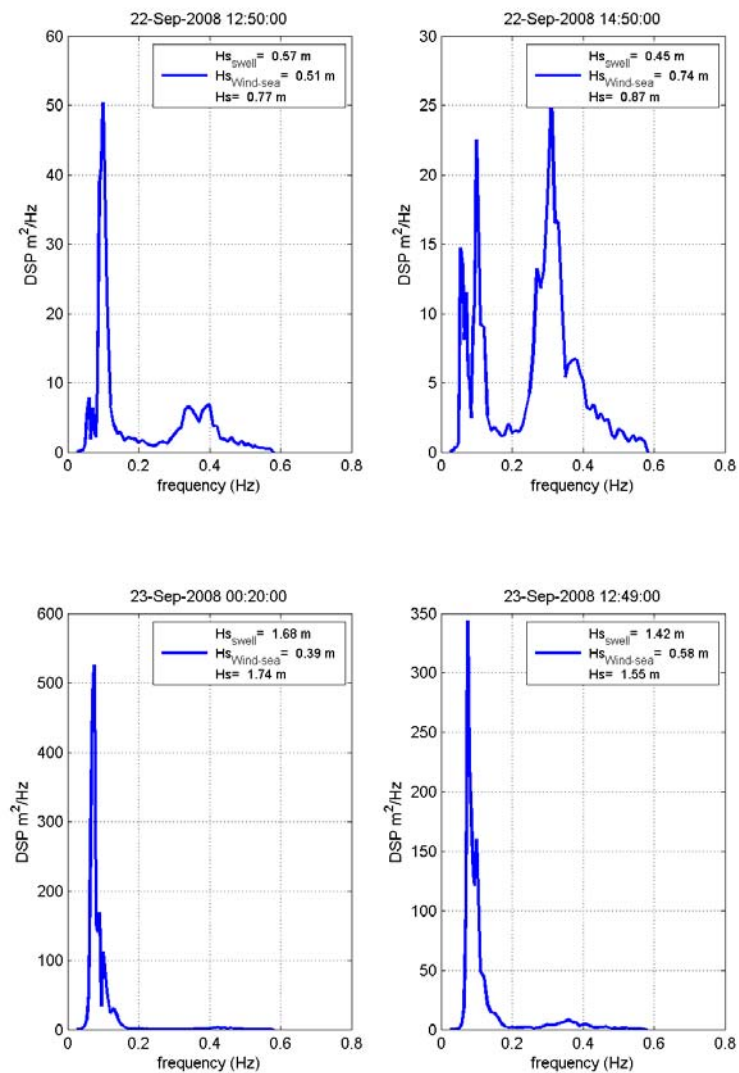 22-Sep-2008 12:50:00
60
50
40
30
20
10
0
DSP m²/Hz
Hs_swell= 0.57 m
Hs_Wind-sea= 0.51 m
Hs= 0.77 m
0 0.2 0.4 0.6 0.8
frequency (Hz)
22-Sep-2008 14:50:00
30
25
20
15
10
5
0
DSP m²/Hz
Hs_swell= 0.45 m
Hs_Wind-sea= 0.74 m
Hs= 0.87 m
0 0.2 0.4 0.6 0.8
frequency (Hz)
23-Sep-2008 00:20:00
600
500
400
300
200
100
0
DSP m²/Hz
Hs_swell= 1.68 m
Hs_Wind-sea= 0.39 m
Hs= 1.74 m
0 0.2 0.4 0.6 0.8
frequency (Hz)
23-Sep-2008 12:49:00
350
300
250
200
150
100
50
0
DSP m²/Hz
Hs_swell= 1.42 m
Hs_Wind-sea= 0.58 m
Hs= 1.55 m
0 0.2 0.4 0.6 0.8
frequency (Hz)